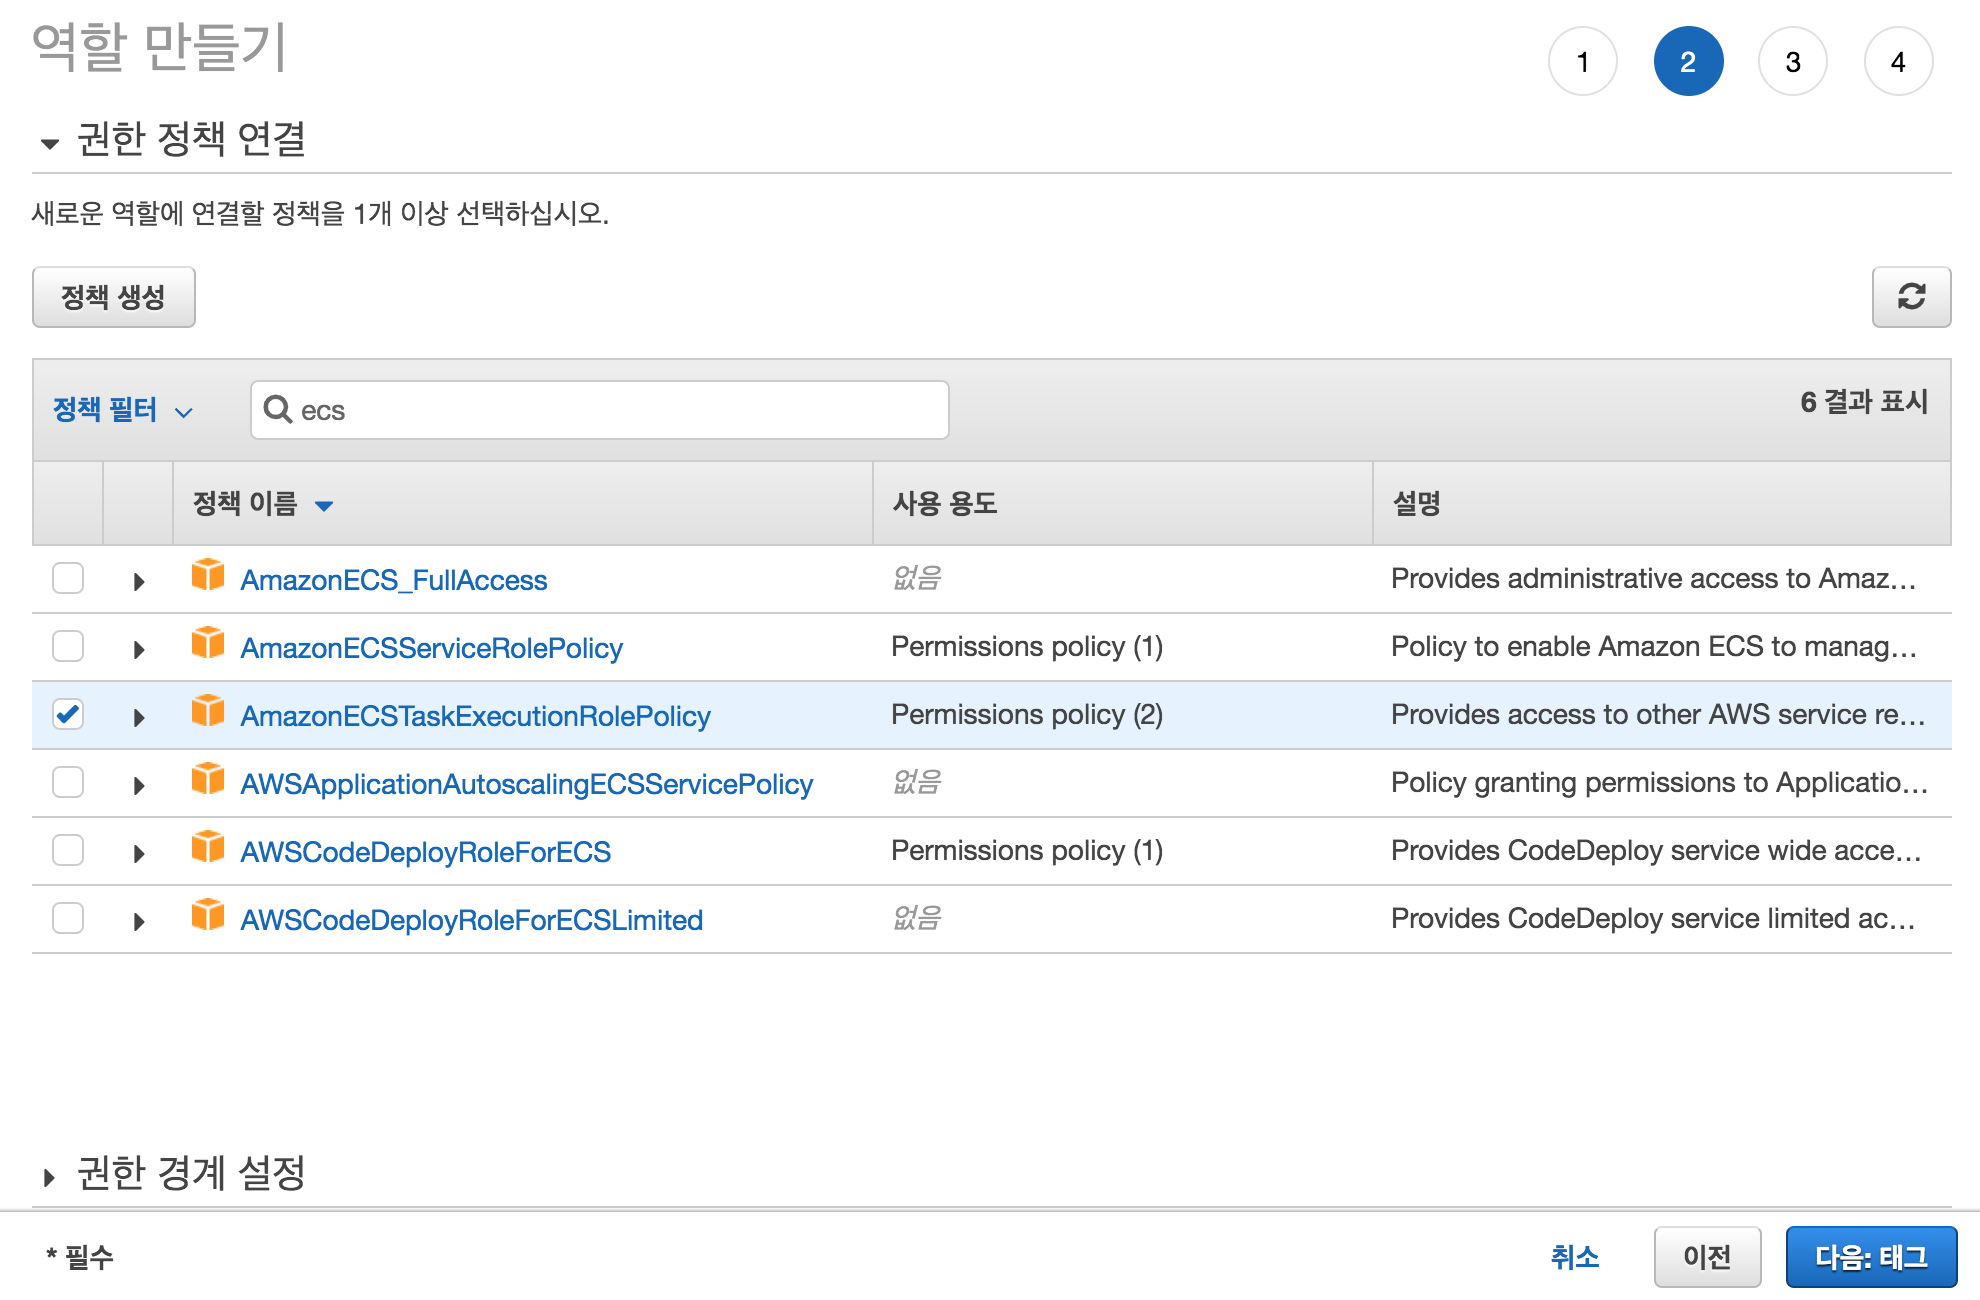 역할 만들기
1 2 3 4
권한 정책 연결
새로운 역할에 연결할 정책을 1개 이상 선택하십시오.
정책 생성
정책 필터 ecs 6 결과 표시
정책 이름 사용 용도 설명
AmazonECS_FullAccess 없음 Provides administrative access to Amaz...
AmazonECSServiceRolePolicy Permissions policy (1) Policy to enable Amazon ECS to manag...
AmazonECSTaskExecutionRolePolicy Permissions policy (2) Provides access to other AWS service re...
AWSApplicationAutoscalingECSServicePolicy 없음 Policy granting permissions to Applicatio...
AWSCodeDeployRoleForECS Permissions policy (1) Provides CodeDeploy service wide acce...
AWSCodeDeployRoleForECSLimited 없음 Provides CodeDeploy service limited ac...
권한 경계 설정
* 필수 취소 이전 다음: 태그